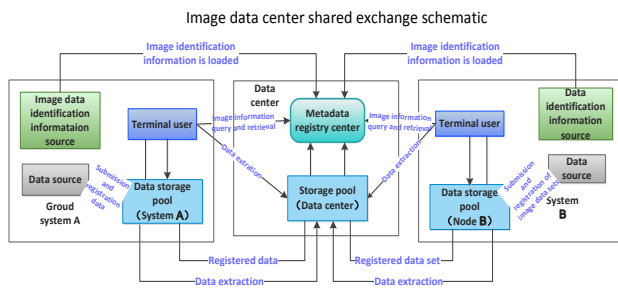 Image data center shared exchange schematic
Image identification
information is loaded
Image identification
information is loaded
Image data
identification
informataion
source
Terminal user
Data source
Groud
system A
Submission
and
registration
data
Data storage
pool
(System A)
Image information
query and retrieval
Data extration
Data
center
Metadata
registry center
Storage pool
(Data center)
Image information
query and retrieval
Data extraction
Terminal user
Data
identification
information
source
Data
source
System
B
Submission
and
registration of
image data sets
Data storage
pool
(Node B)
Registered data
Data extraction
Registered data set
Data extraction